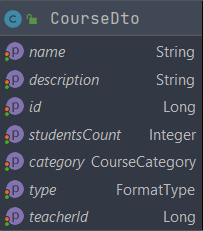 C CourseDto
p name String
p description String
p id Long
p studentsCount Integer
p category CourseCategory
p type FormatType
p teacherId Long